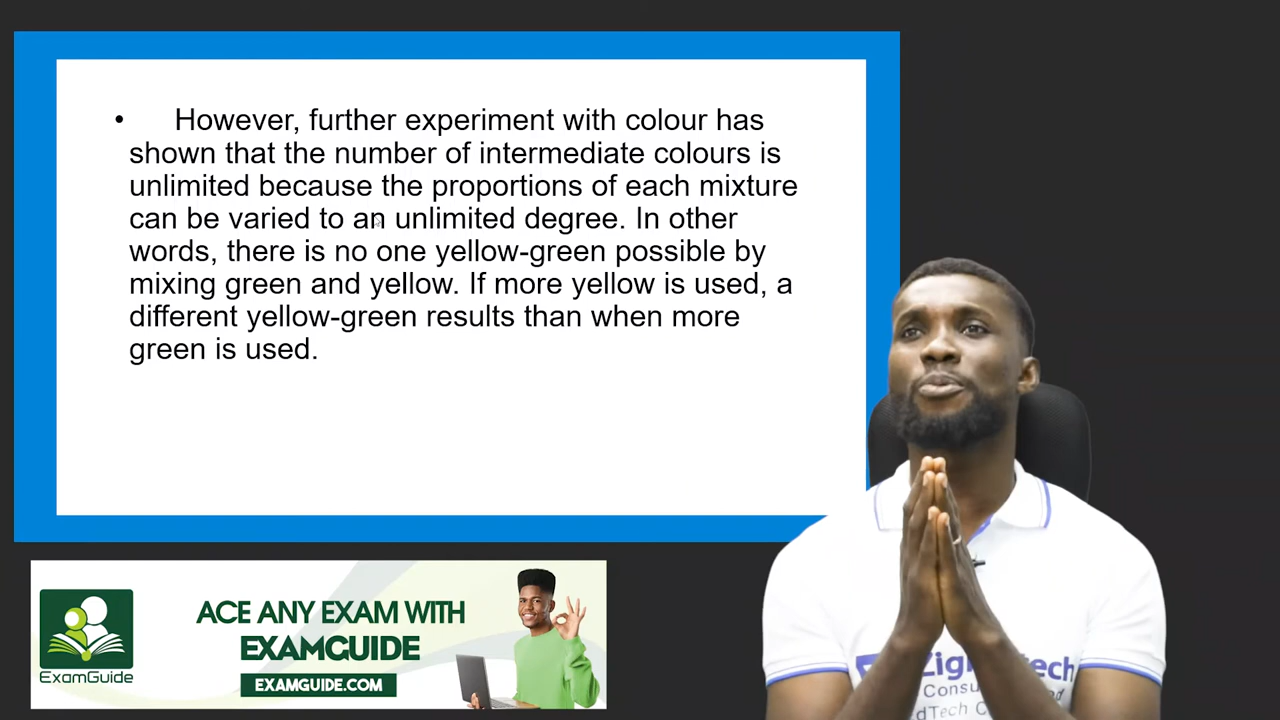 • However, further experiment with colour has
shown that the number of intermediate colours is
unlimited because the proportions of each mixture
can be varied to an unlimited degree. In other
words, there is no one yellow-green possible by
mixing green and yellow. If more yellow is used, a
different yellow-green results than when more
green is used.
ACE ANY EXAM WITH
EXAMGUIDE
EXAMGUIDE.COM
ExamGuide
tech
Consu
EdTech C